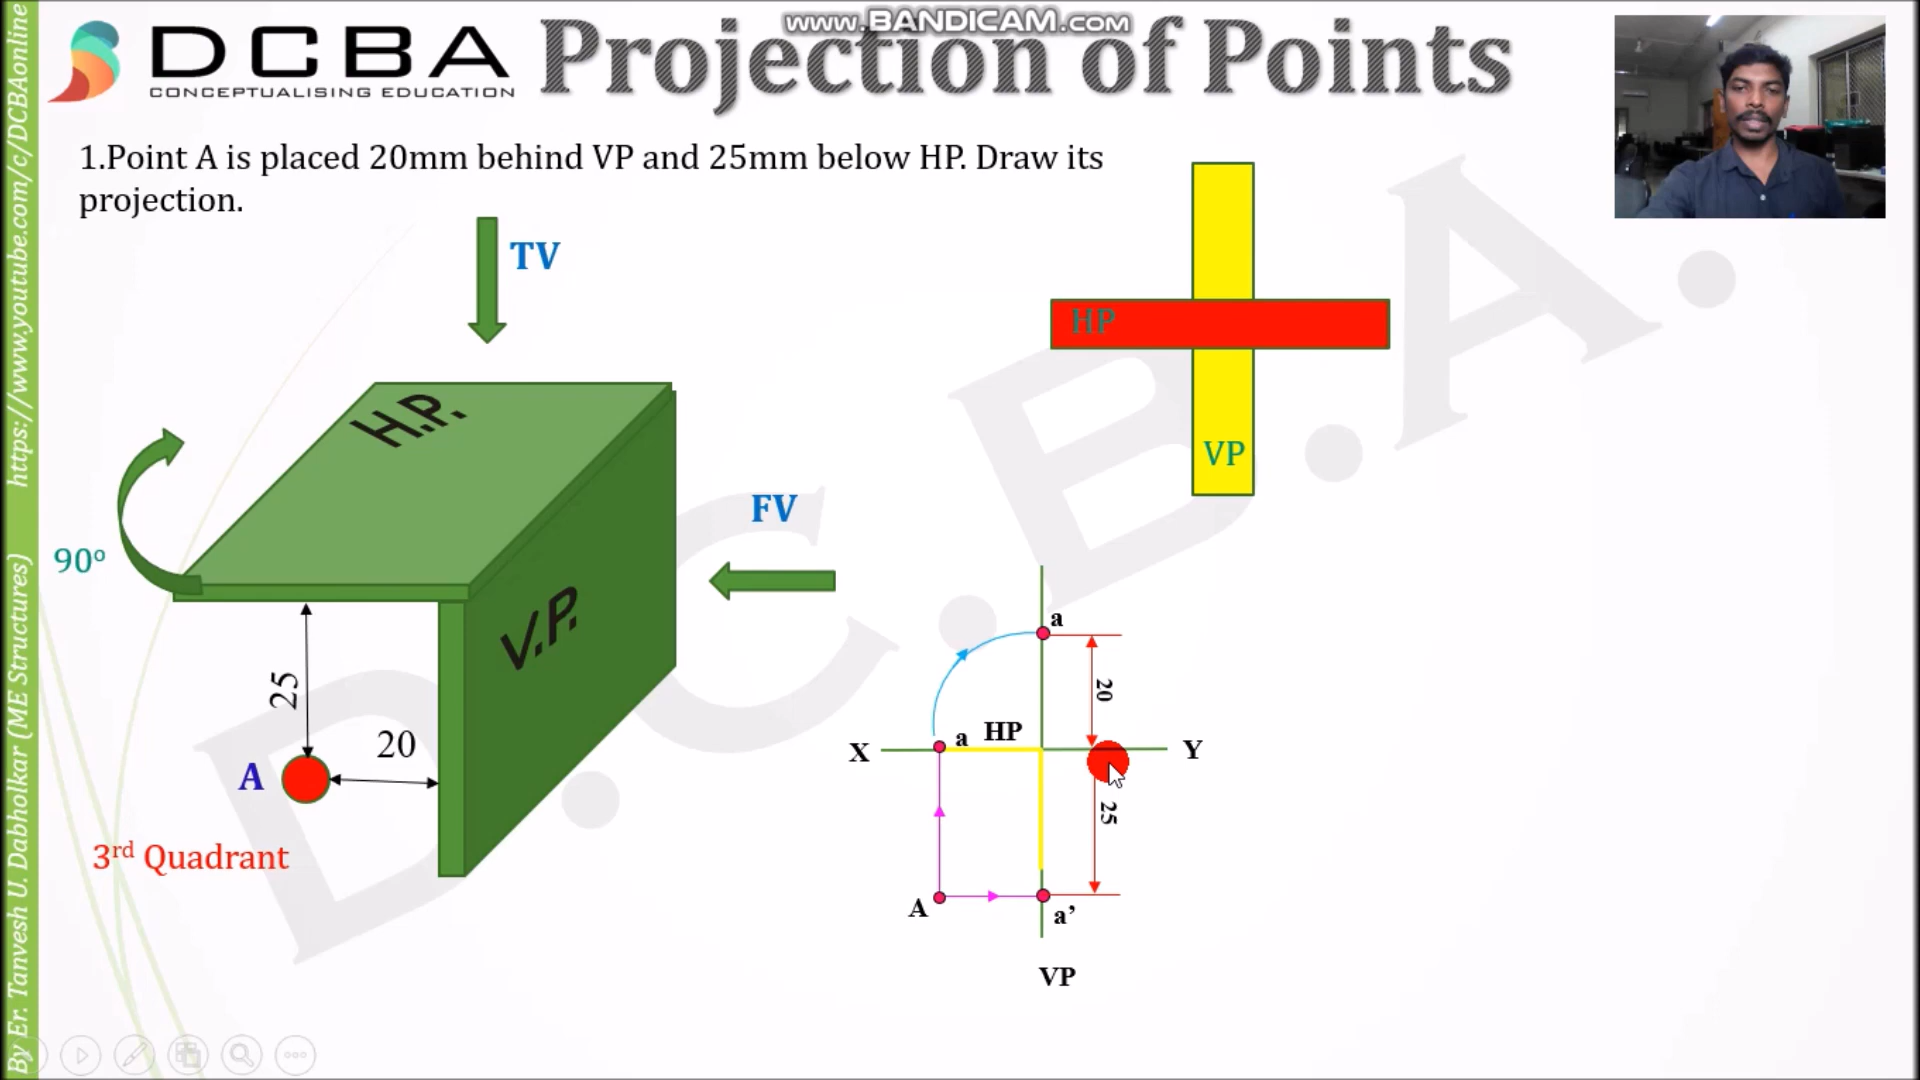 www.BANDICAM.com
DCBA
CONCEPTUALISING EDUCATION
Projection of Points
1.Point A is placed 20mm behind VP and 25mm below HP. Draw its
projection.
TV
HP
VP
H.P.
V.P.
FV
90º
25
20
A
3rd Quadrant
a
20
X
a
HP
Y
25
A
a’
VP
D.C.B.A.
By Er. Tanvesh U. Dabholkar (ME Structures) https://www.youtube.com/c/DCBAonline